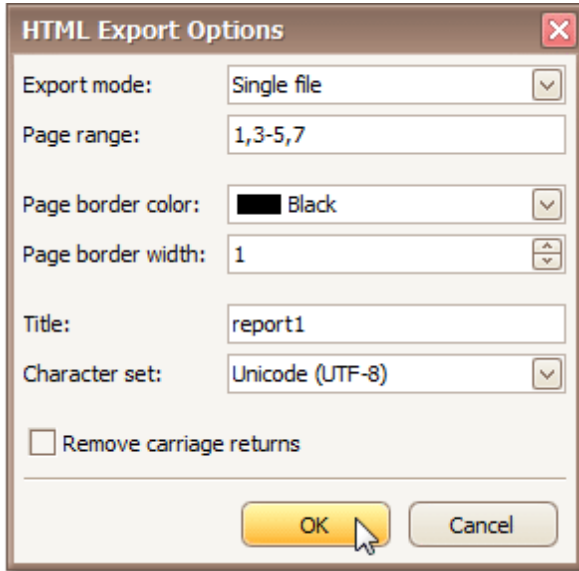 HTML Export Options
Export mode: Single file
Page range: 1,3-5,7
Page border color: Black
Page border width: 1
Title: report1
Character set: Unicode (UTF-8)
Remove carriage returns
OK Cancel